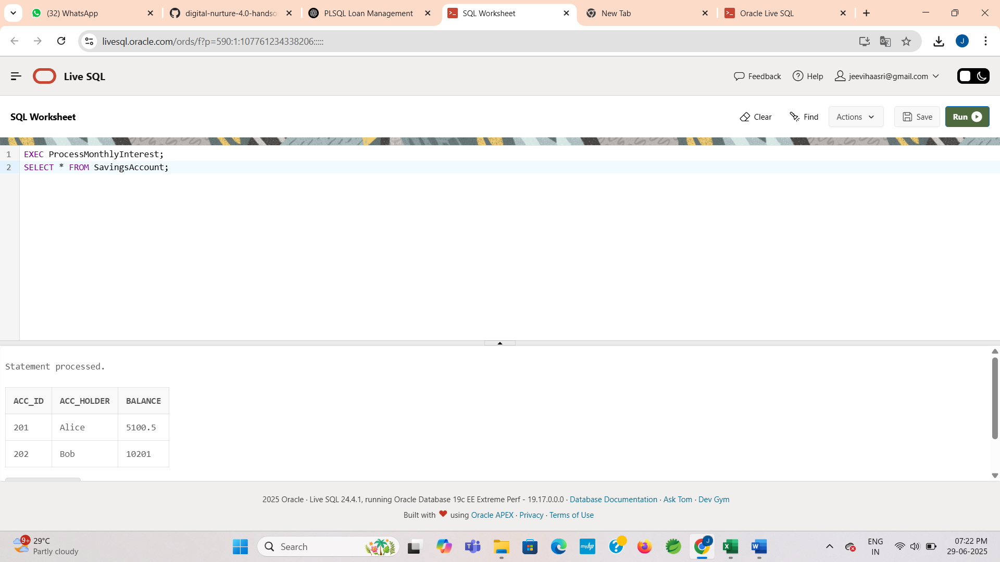 (32) WhatsApp
digital-nurture-4.0-handso
PLSQL Loan Management
SQL Worksheet
New Tab
Oracle Live SQL
livesql.oracle.com/ords/f?p=590:1:107761234338206:::::
J
Live SQL
Feedback
Help
jeevihaasri@gmail.com
SQL Worksheet
Clear
Find
Actions
Save
Run
1 EXEC ProcessMonthlyInterest;
2 SELECT * FROM SavingsAccount;
Statement processed.
ACC_ID ACC_HOLDER BALANCE
201 Alice 5100.5
202 Bob 10201
2025 Oracle · Live SQL 24.4.1, running Oracle Database 19c EE Extreme Perf - 19.17.0.0.0 · Database Documentation · Ask Tom · Dev Gym
Built with ❤ using Oracle APEX · Privacy · Terms of Use
9+
29°C
Partly cloudy
Search
myhp
J
ENG
IN
07:22 PM
29-06-2025